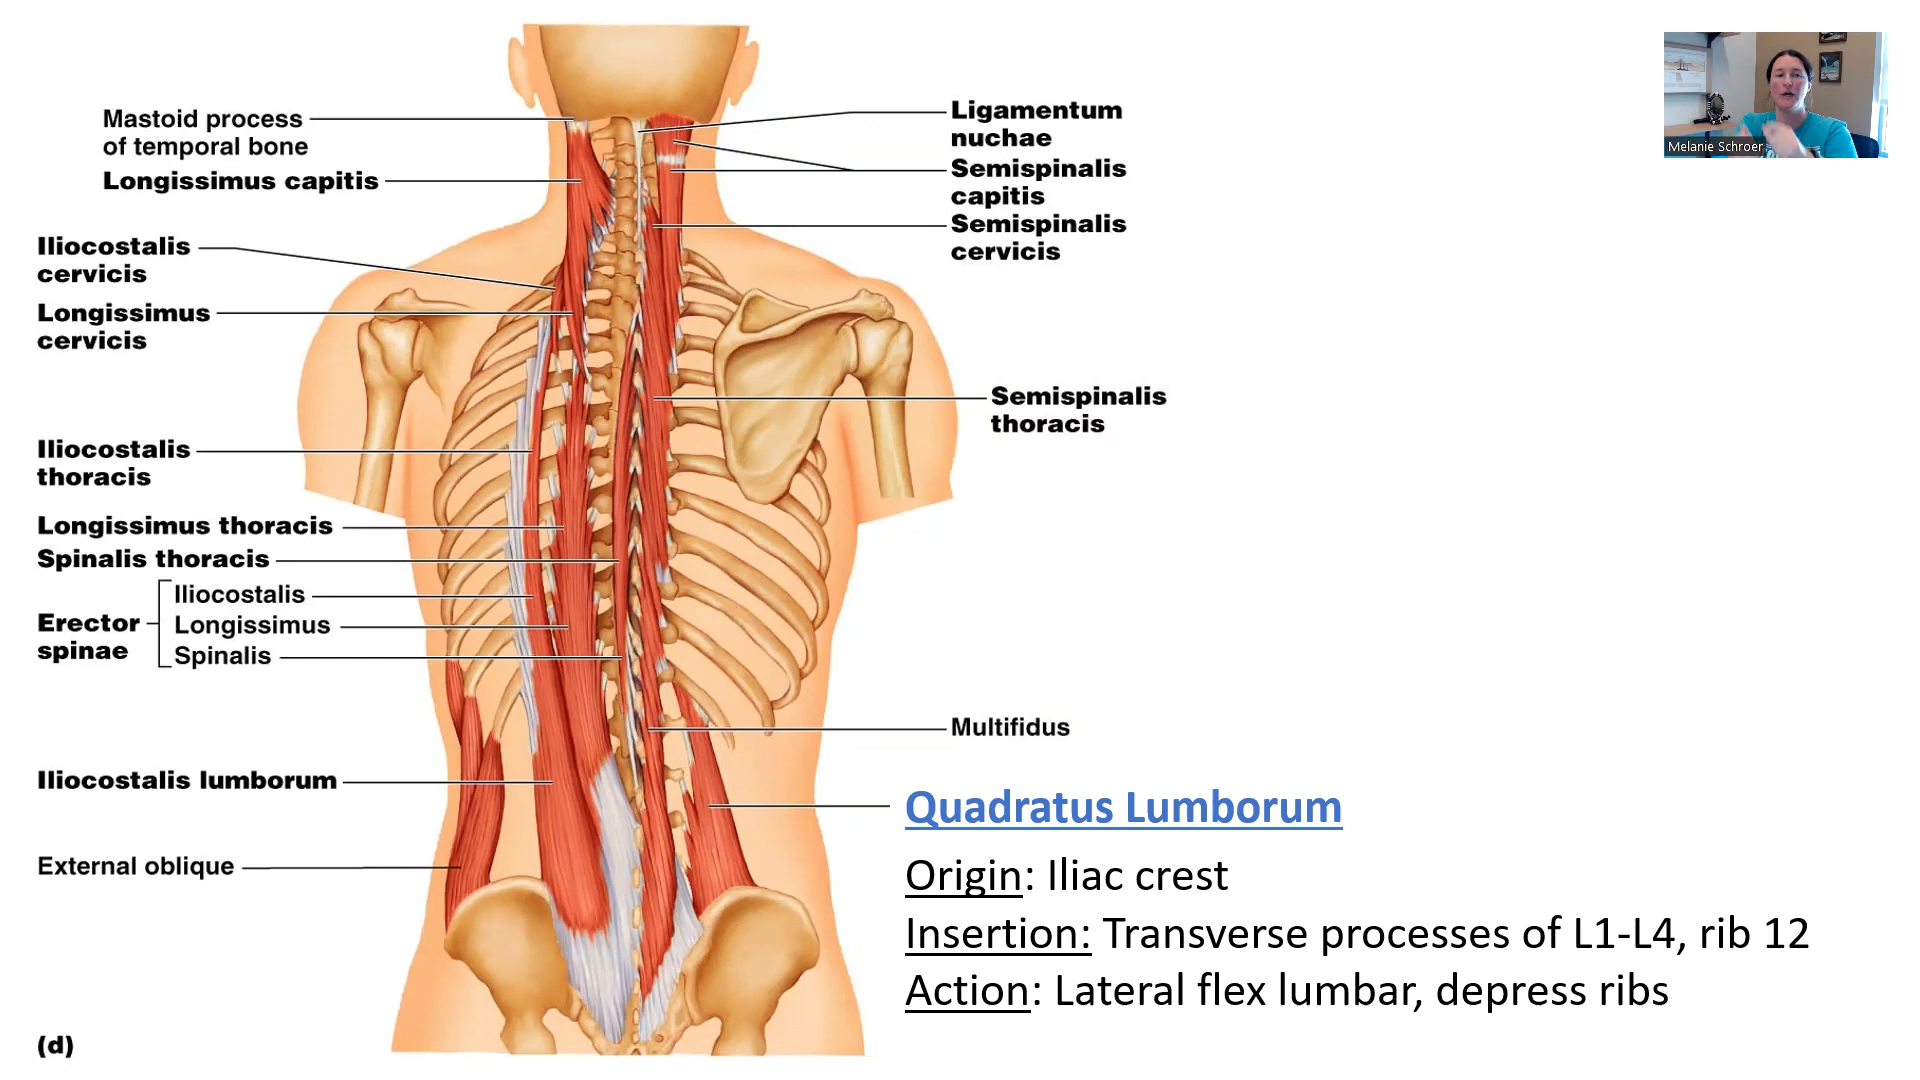 Mastoid process
of temporal bone
Longissimus capitis
Iliocostalis
cervicis
Longissimus
cervicis
Iliocostalis
thoracis
Longissimus thoracis
Spinalis thoracis
Erector
spinae
Iliocostalis
Longissimus
Spinalis
Iliocostalis lumborum
External oblique
(d)
Ligamentum
nuchae
Semispinalis
capitis
Semispinalis
cervicis
Semispinalis
thoracis
Multifidus
Quadratus Lumborum
Origin: Iliac crest
Insertion: Transverse processes of L1-L4, rib 12
Action: Lateral flex lumbar, depress ribs
Melanie Schroer